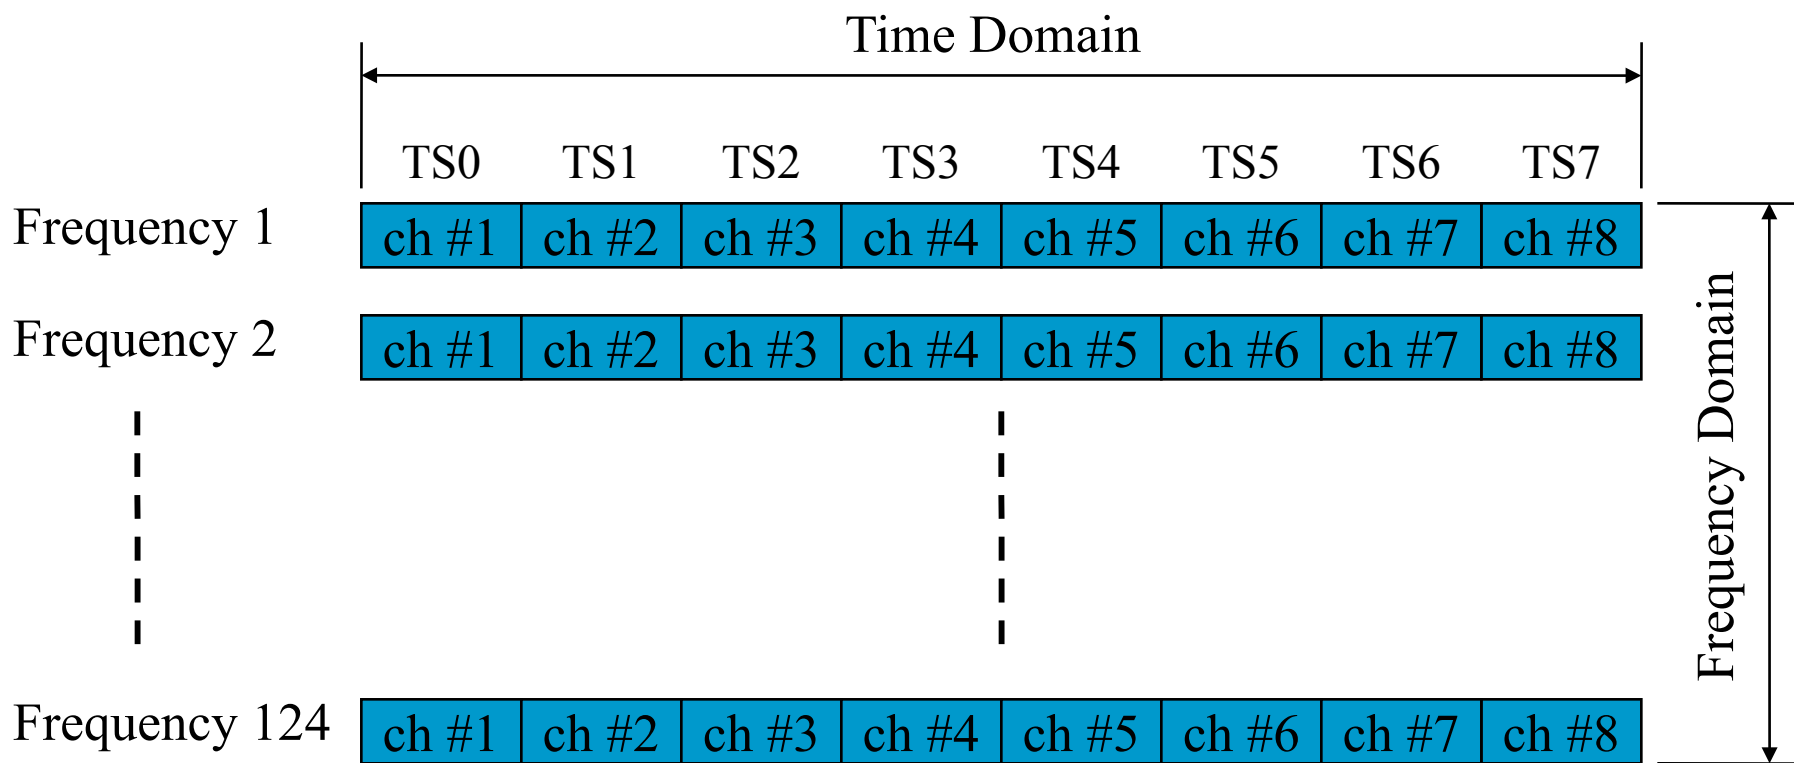 Time Domain
TS0 TS1 TS2 TS3 TS4 TS5 TS6 TS7
Frequency 1 ch #1 ch #2 ch #3 ch #4 ch #5 ch #6 ch #7 ch #8
Frequency 2 ch #1 ch #2 ch #3 ch #4 ch #5 ch #6 ch #7 ch #8
Frequency 124 ch #1 ch #2 ch #3 ch #4 ch #5 ch #6 ch #7 ch #8
Frequency Domain